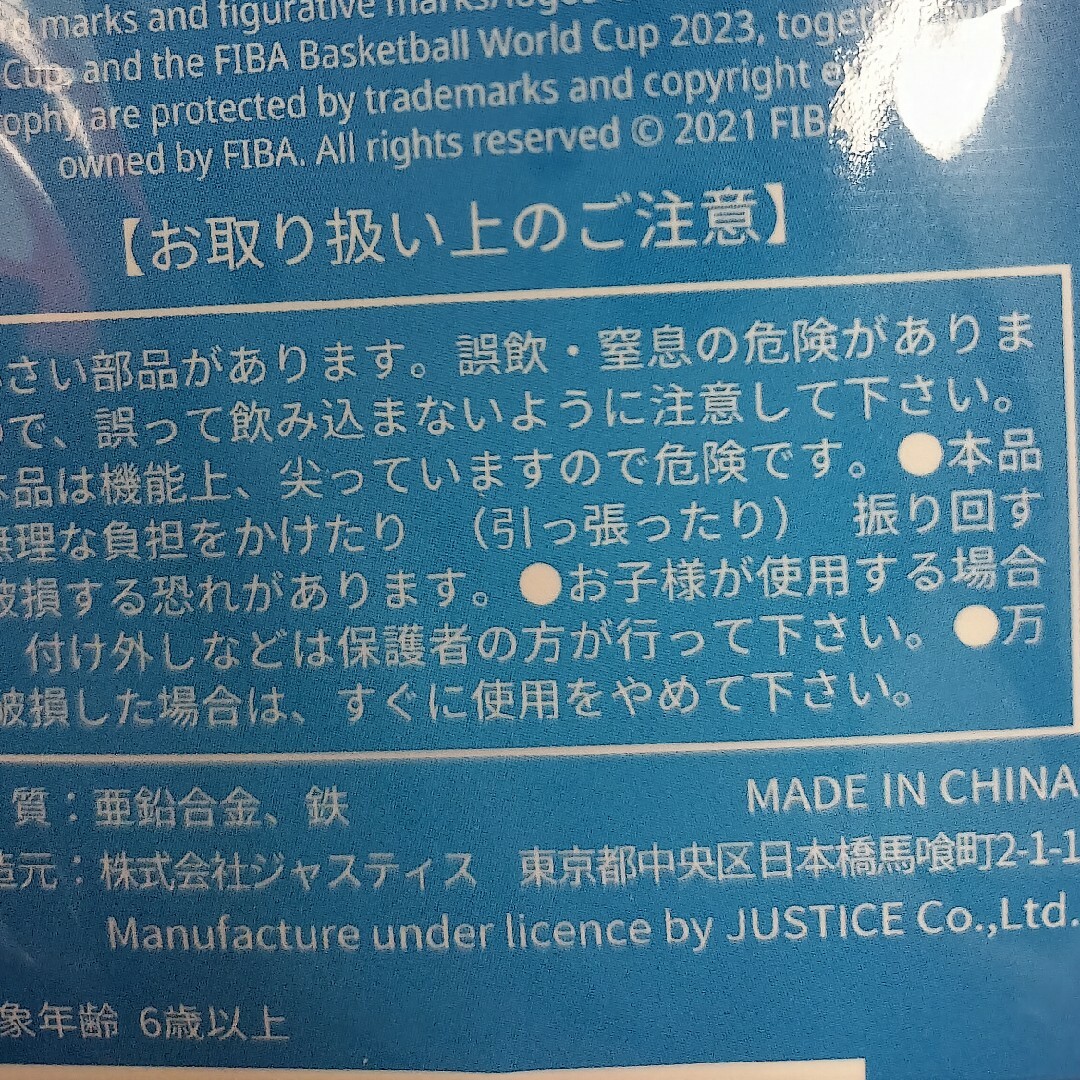 marks and figurative
Cup, and the FIBA Basketball World Cup 2023,
are protected by trademarks and copyright
owned by FIBA. All rights reserved © 2021 FIBA
【お取り扱い上のご注意】
さい部品があります。誤飲・窒息の危険がありま
で、誤って飲み込まないように注意して下さい。
本品は機能上、尖っていますので危険です。●本品
無理な負担をかけたり （引っ張ったり） 振り回す
破損する恐れがあります。●お子様が使用する場合
付け外しなどは保護者の方が行って下さい。●万
破損した場合は、すぐに使用をやめて下さい。
質：亜鉛合金、鉄 MADE IN CHINA
造元：株式会社ジャスティス 東京都中央区日本橋馬喰町2-1-1
Manufacture under licence by JUSTICE Co.,Ltd.
象年齢 6歳以上